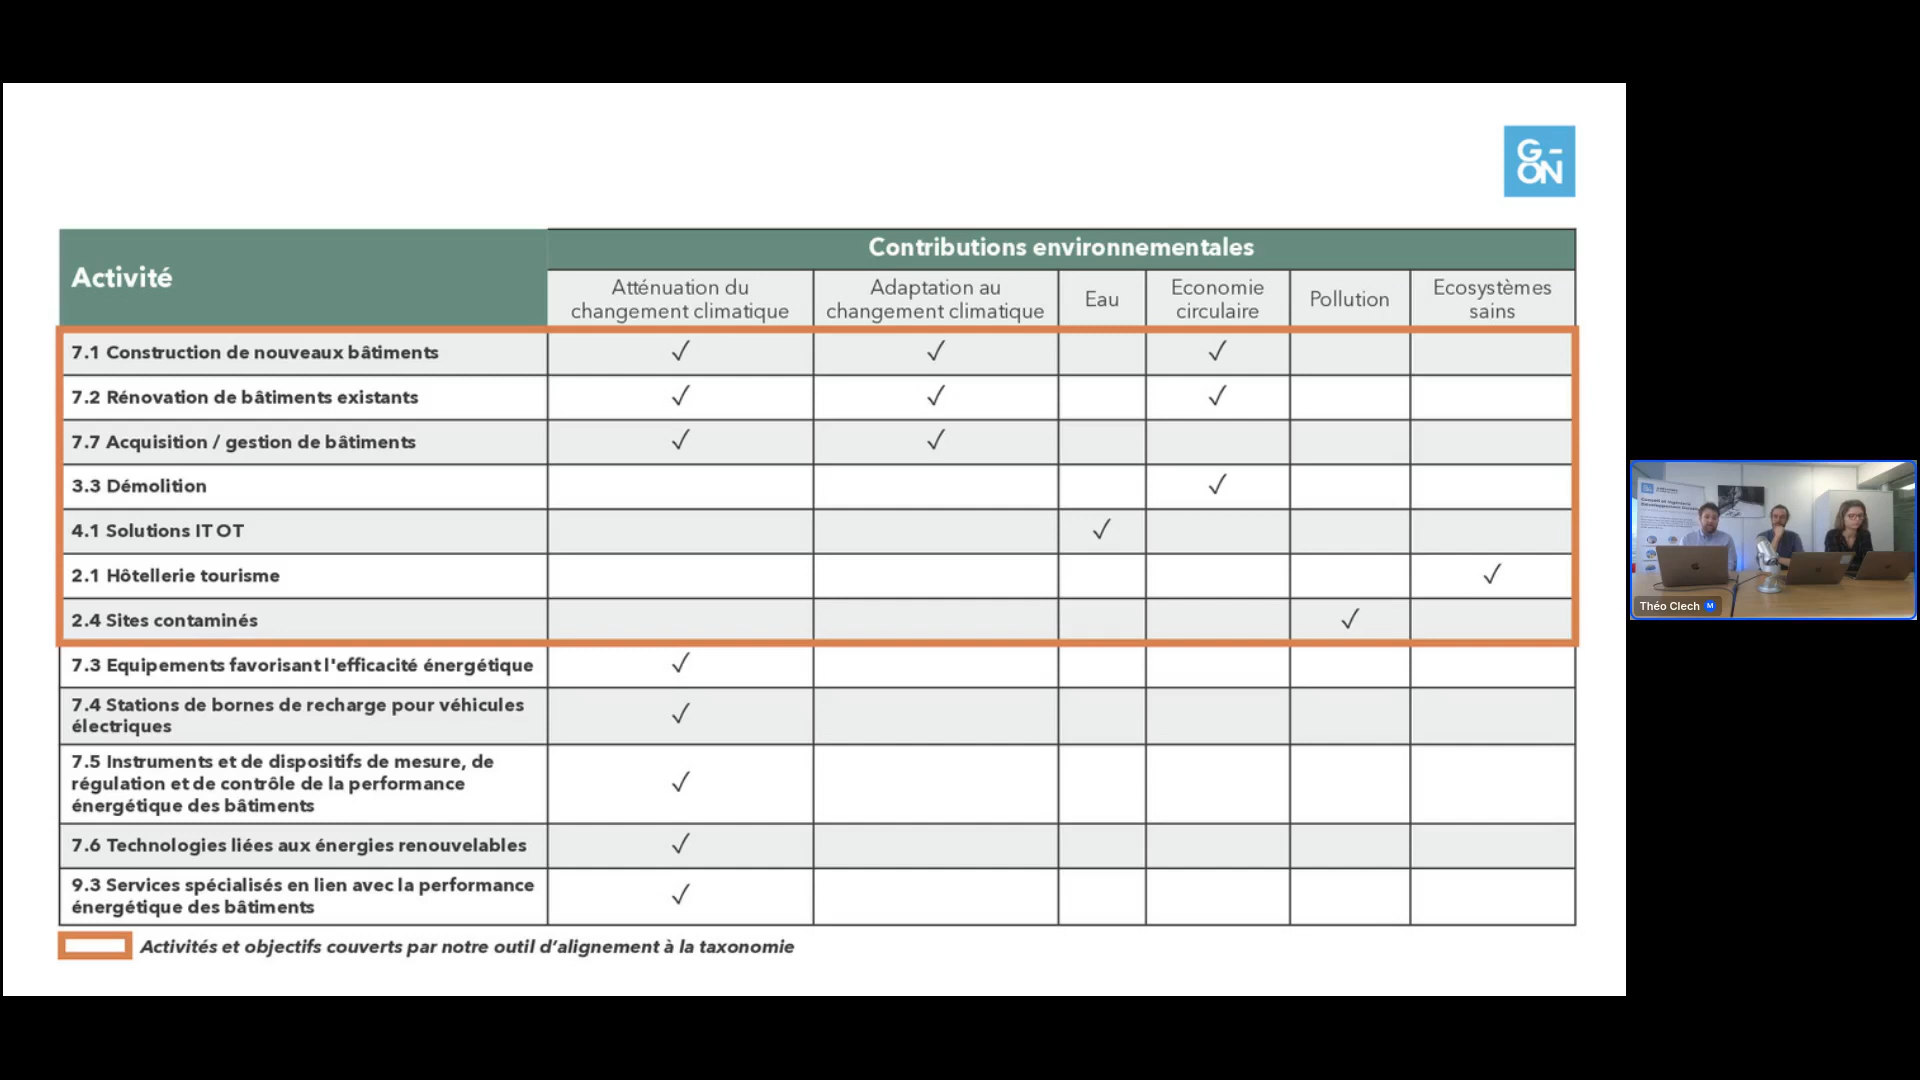 G-
ON
Activité
Contributions environnementales
Atténuation du
changement climatique
Adaptation au
changement climatique
Eau
Economie
circulaire
Pollution
Ecosystèmes
sains
7.1 Construction de nouveaux bâtiments ✓ ✓ ✓
7.2 Rénovation de bâtiments existants ✓ ✓ ✓
7.7 Acquisition / gestion de bâtiments ✓ ✓
3.3 Démolition ✓
4.1 Solutions IT OT ✓
2.1 Hôtellerie tourisme ✓
2.4 Sites contaminés ✓
7.3 Equipements favorisant l'efficacité énergétique ✓
7.4 Stations de bornes de recharge pour véhicules
électriques ✓
7.5 Instruments et de dispositifs de mesure, de
régulation et de contrôle de la performance
énergétique des bâtiments ✓
7.6 Technologies liées aux énergies renouvelables ✓
9.3 Services spécialisés en lien avec la performance
énergétique des bâtiments ✓
Activités et objectifs couverts par notre outil d’alignement à la taxonomie
Théo Clech M